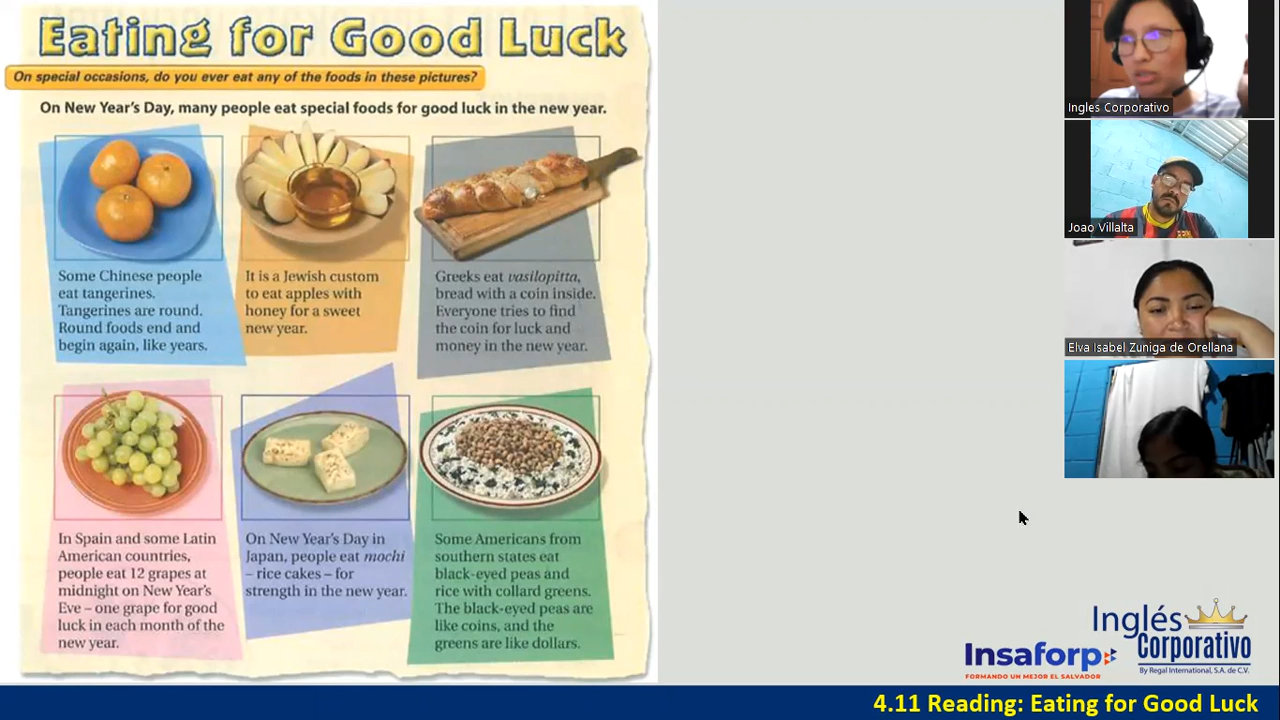 Eating for Good Luck
On special occasions, do you ever eat any of the foods in these pictures?
On New Year's Day, many people eat special foods for good luck in the new year.
Some Chinese people
eat tangerines.
Tangerines are round.
Round foods end and
begin again, like years.
It is a Jewish custom
to eat apples with
honey for a sweet
new year.
Greeks eat vasilopitta,
bread with a coin inside.
Everyone tries to find
the coin for luck and
money in the new year.
In Spain and some Latin
American countries,
people eat 12 grapes at
midnight on New Year's
Eve – one grape for good
luck in each month of the
new year.
On New Year's Day in
Japan, people eat mochi
– rice cakes – for
strength in the new year.
Some Americans from
southern states eat
black-eyed peas and
rice with collard greens.
The black-eyed peas are
like coins, and the
greens are like dollars.
Ingles Corporativo
Joao Villalta
Elva Isabel Zuniga de Orellana
Insaforp
FORMANDO UN MEJOR EL SALVADOR
Inglés
Corporativo
By Regal International, S.A. de C.V.
4.11 Reading: Eating for Good Luck